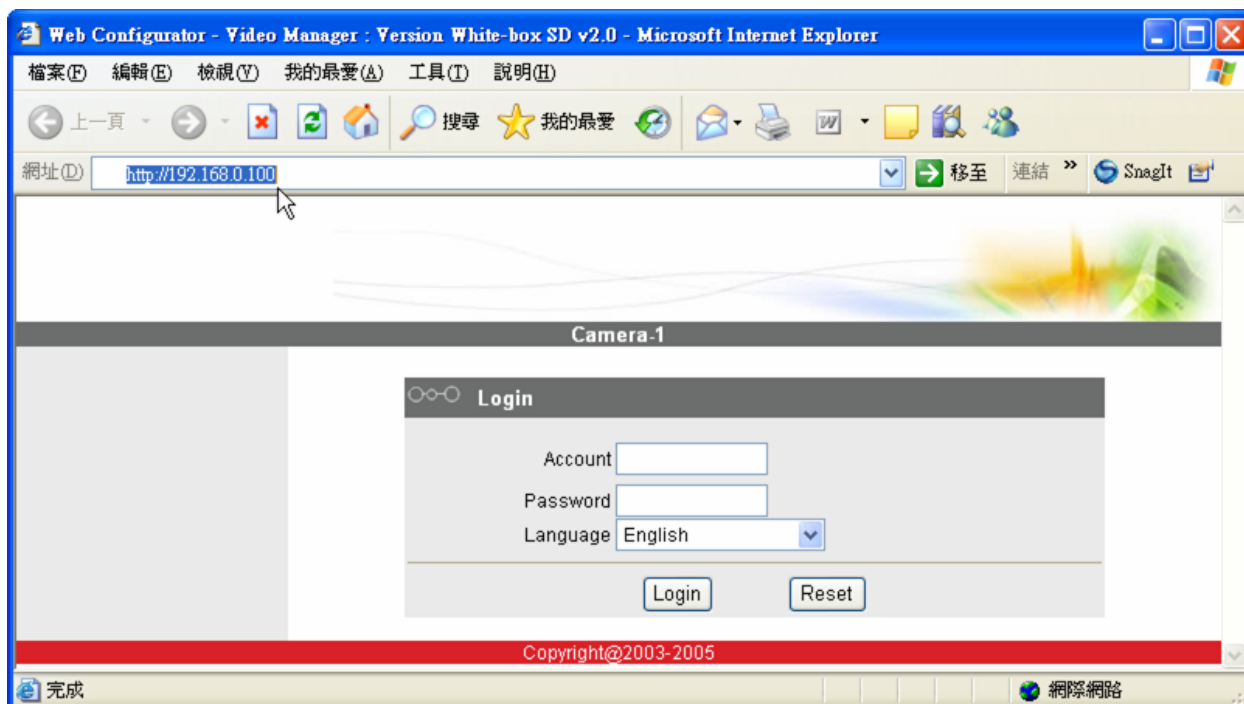 Web Configurator - Video Manager : Version White-box SD v2.0 - Microsoft Internet Explorer
檔案(F) 編輯(E) 檢視(V) 我的最愛(A) 工具(T) 說明(H)
上一頁 搜尋 我的最愛
網址(D) http://192.168.0.100 移至 連結 » SnagIt
Camera-1
Login
Account
Password
Language English
Login Reset
Copyright@2003-2005
完成 網際網路